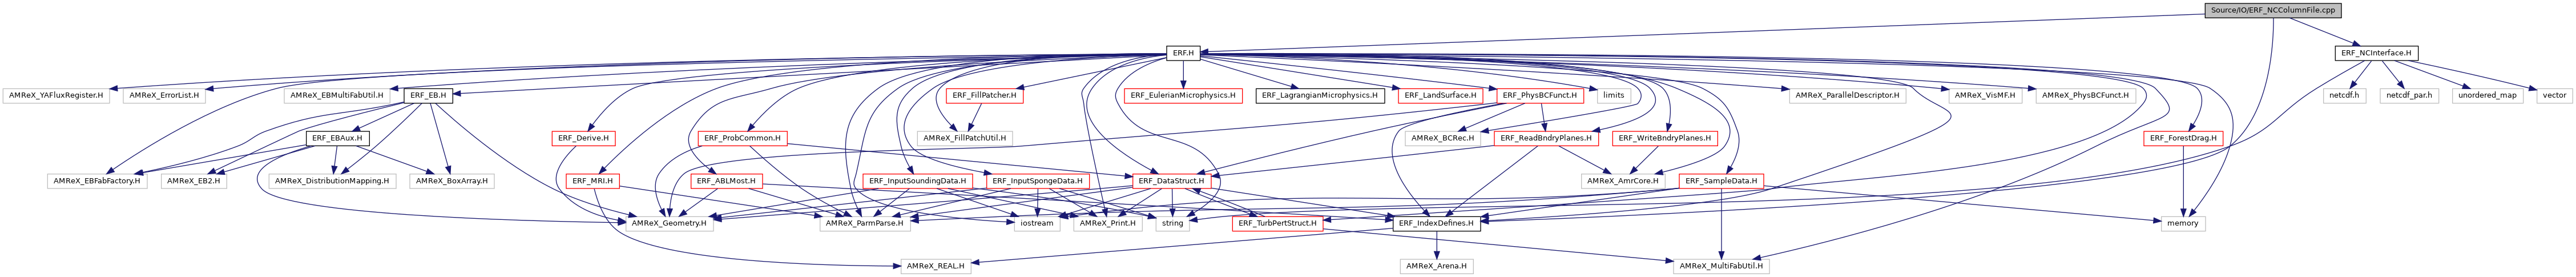 Source/IO/ERF_NCColumnFile.cpp
ERF.H
ERF_NCInterface.H
AMReX_YAFluxRegister.H
AMReX_ErrorList.H
AMReX_EBMultiFabUtil.H
ERF_EB.H
ERF_FillPatcher.H
ERF_EulerianMicrophysics.H
ERF_LagrangianMicrophysics.H
ERF_LandSurface.H
ERF_PhysBCFunct.H
limits
AMReX_ParallelDescriptor.H
AMReX_VisMF.H
AMReX_PhysBCFunct.H
netcdf.h
netcdf_par.h
unordered_map
vector
ERF_EBAux.H
ERF_Derive.H
ERF_ProbCommon.H
AMReX_FillPatchUtil.H
AMReX_BCRec.H
ERF_ReadBndryPlanes.H
ERF_WriteBndryPlanes.H
ERF_ForestDrag.H
AMReX_EBFabFactory.H
AMReX_EB2.H
AMReX_DistributionMapping.H
AMReX_BoxArray.H
ERF_MRI.H
ERF_ABLMost.H
ERF_InputSoundingData.H
ERF_InputSpongeData.H
ERF_DataStruct.H
AMReX_AmrCore.H
ERF_SampleData.H
AMReX_Geometry.H
AMReX_ParmParse.H
iostream
AMReX_Print.H
string
ERF_TurbPertStruct.H
ERF_IndexDefines.H
memory
AMReX_REAL.H
AMReX_Arena.H
AMReX_MultiFabUtil.H